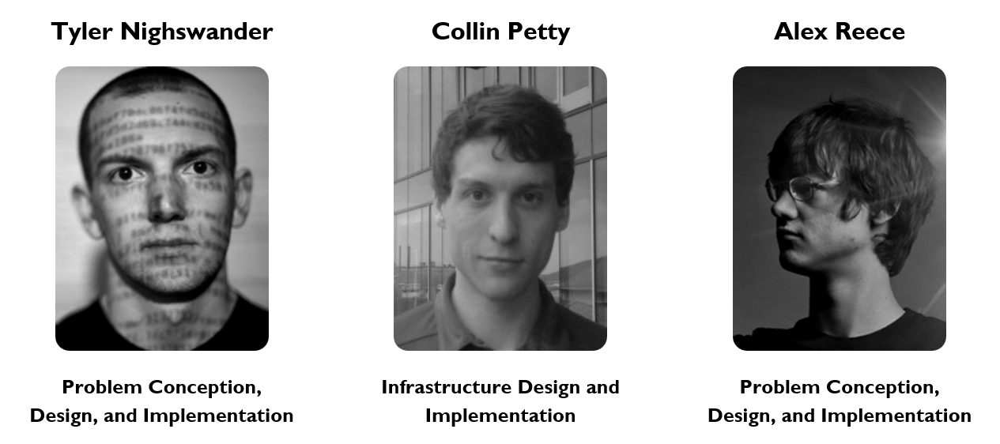 Tyler Nighswander
Collin Petty
Alex Reece
Problem Conception,
Design, and Implementation
Infrastructure Design and
Implementation
Problem Conception,
Design, and Implementation